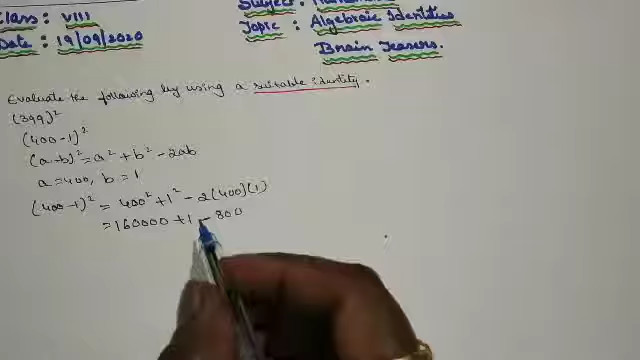 Class: VIII
Subject:
Date: 19/09/2020
Topic: Algebraic Identities
Brain Teasers.
Evaluate the following by using a suitable identity.
(399)²
(400-1)²
(a-b)² = a² + b² - 2ab
a=400, b=1
(400-1)² = 400² + 1² - 2(400)(1)
= 160000 + 1 - 800